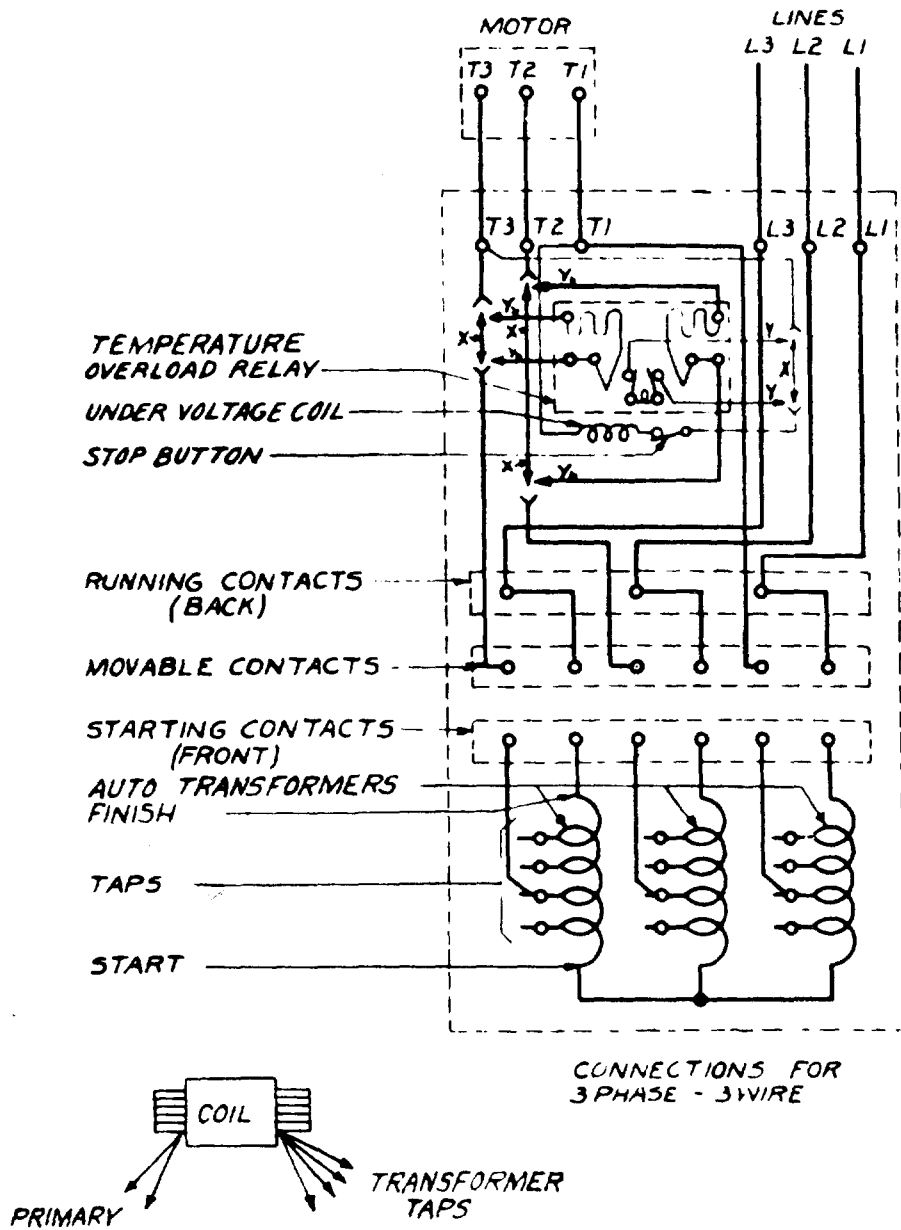 MOTOR
T3 T2 T1
LINES
L3 L2 L1
T3 T2 T1
L3 L2 L1
Y
Y
X
X
Y
Y
X
Y
TEMPERATURE
OVERLOAD RELAY
UNDER VOLTAGE COIL
STOP BUTTON
X
Y
RUNNING CONTACTS
(BACK)
MOVABLE CONTACTS
STARTING CONTACTS
(FRONT)
AUTO TRANSFORMERS
FINISH
TAPS
START
CONNECTIONS FOR
3 PHASE - 3 WIRE
COIL
PRIMARY
TRANSFORMER
TAPS